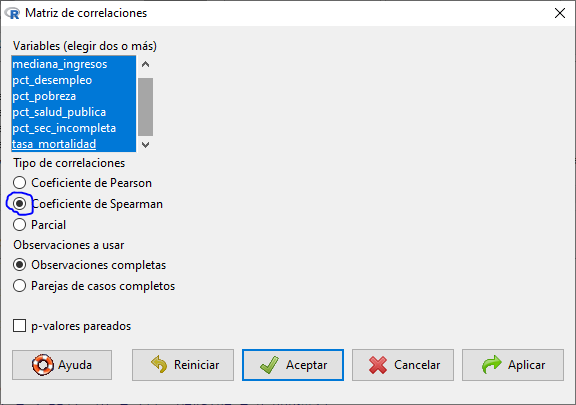 Matriz de correlaciones
Variables (elegir dos o más)
mediana_ingresos
pct_desempleo
pct_pobreza
pct_salud_publica
pct_sec_incompleta
tasa_mortalidad
Tipo de correlaciones
Coeficiente de Pearson
Coeficiente de Spearman
Parcial
Observaciones a usar
Observaciones completas
Parejas de casos completos
p-valores pareados
Ayuda Reiniciar Aceptar Cancelar Aplicar